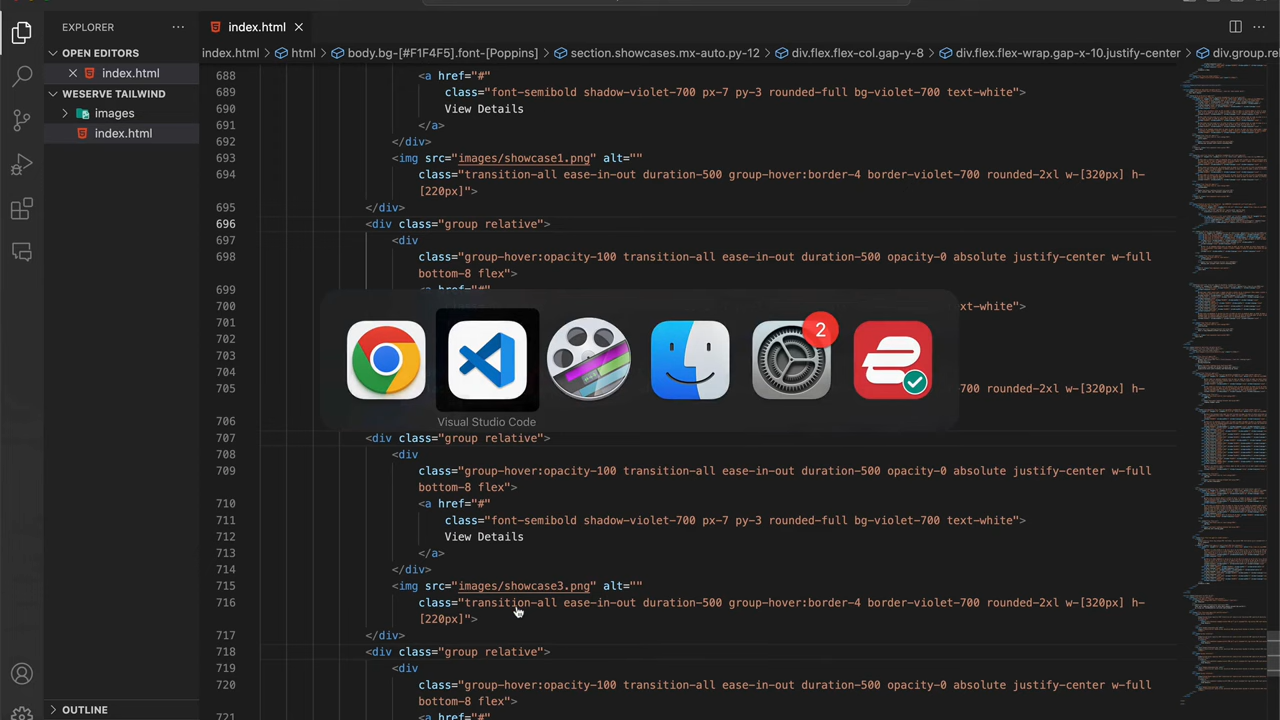 EXPLORER
index.html
OPEN EDITORS
index.html
WESERVE TAILWIND
images
index.html
OUTLINE
index.html > html > body.bg-[#F1F4F5].font-[Poppins] > section.showcases.mx-auto.py-12 > div.flex.flex-col.gap-y-8 > div.flex.flex-wrap.gap-x-10.justify-center > div.group.rel
688 <a href="#"
689 class="font-semibold shadow-violet-700 px-7 py-3 rounded-full bg-violet-700 text-white">
690 View Details
691 </a>
692 </div>
693 <img src="images/showcase1.png" alt=""
694 class="transition-all ease-in-out duration-500 group-hover:border-4 border-violet-700 rounded-2xl w-[320px] h-
[220px]">
695 </div>
696 <div class="group relative">
697 <div
698 class="group-hover:opacity-100 transition-all ease-in-out duration-500 opacity-0 absolute justify-center w-full
bottom-8 flex">
699 <a href="#"
700 ext-white">
701
702
703
704
705 700 rounded-2xl w-[320px] h-
706
2
Visual Studio Code
707 <div class="group relative">
708 <div
709 class="group-hover:opacity-100 transition-all ease-in-out duration-500 opacity-0 absolute justify-center w-full
bottom-8 flex">
710 <a href="#"
711 class="font-semibold shadow-violet-700 px-7 py-3 rounded-full bg-violet-700 text-white">
712 View Details
713 </a>
714 </div>
715 <img src="images/showcase3.png" alt=""
716 class="transition-all ease-in-out duration-500 group-hover:border-4 border-violet-700 rounded-2xl w-[320px] h-
[220px]">
717 </div>
718 <div class="group relative">
719 <div
720 class="group-hover:opacity-100 transition-all ease-in-out duration-500 opacity-0 absolute justify-center w-full
bottom-8 flex">
721 <a href="#"